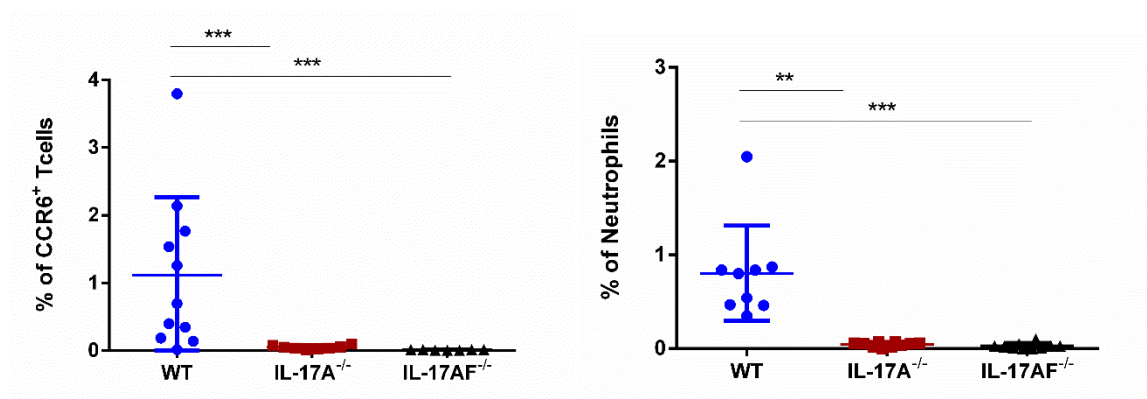 ***
***
4
3
2
1
0
% of CCR6+ Tcells
WT
IL-17A-/-
IL-17AF-/-
**
***
3
2
1
0
% of Neutrophils
WT
IL-17A-/-
IL-17AF-/-